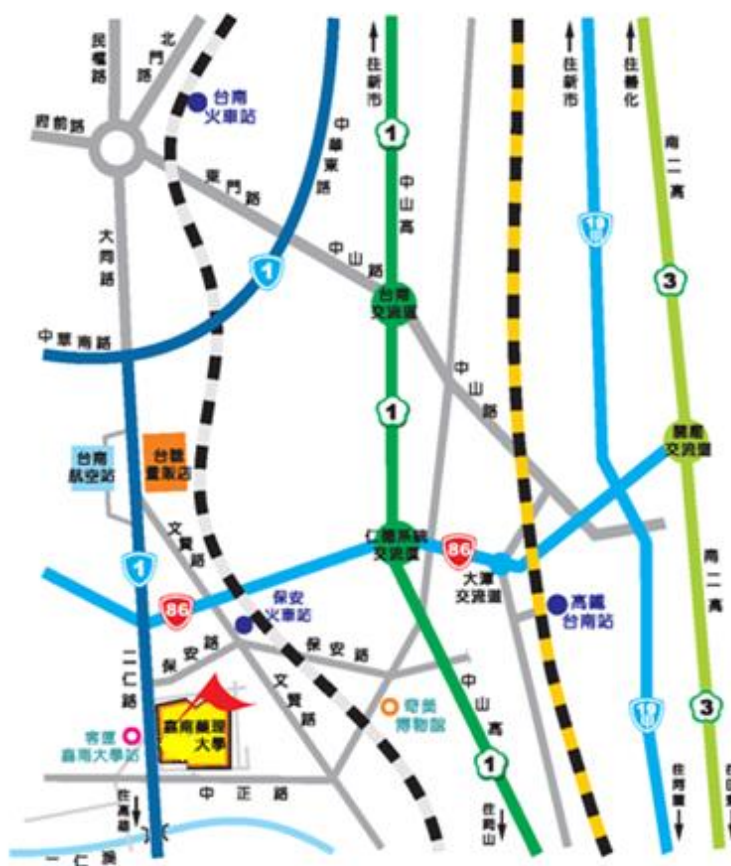 民權路
北門路
台南
火車站
府前路
往新市
往新市
往善化
中華東路
1
中山高
南二高
東門路
大同路
中山路
19
1
3
台南
交流道
中華南路
中山路
1
台南
航空站
台糖
量販店
交流道
文賢路
仁德系統
交流道
86
1
大潭
交流道
86
保安
火車站
高鐵
台南站
南二高
保安路
保安路
二仁路
文賢路
中山高
奇美
博物館
嘉南藥理
大學
客運
嘉南大學站
19
3
1
中正路
往高雄
往岡山
二仁溪